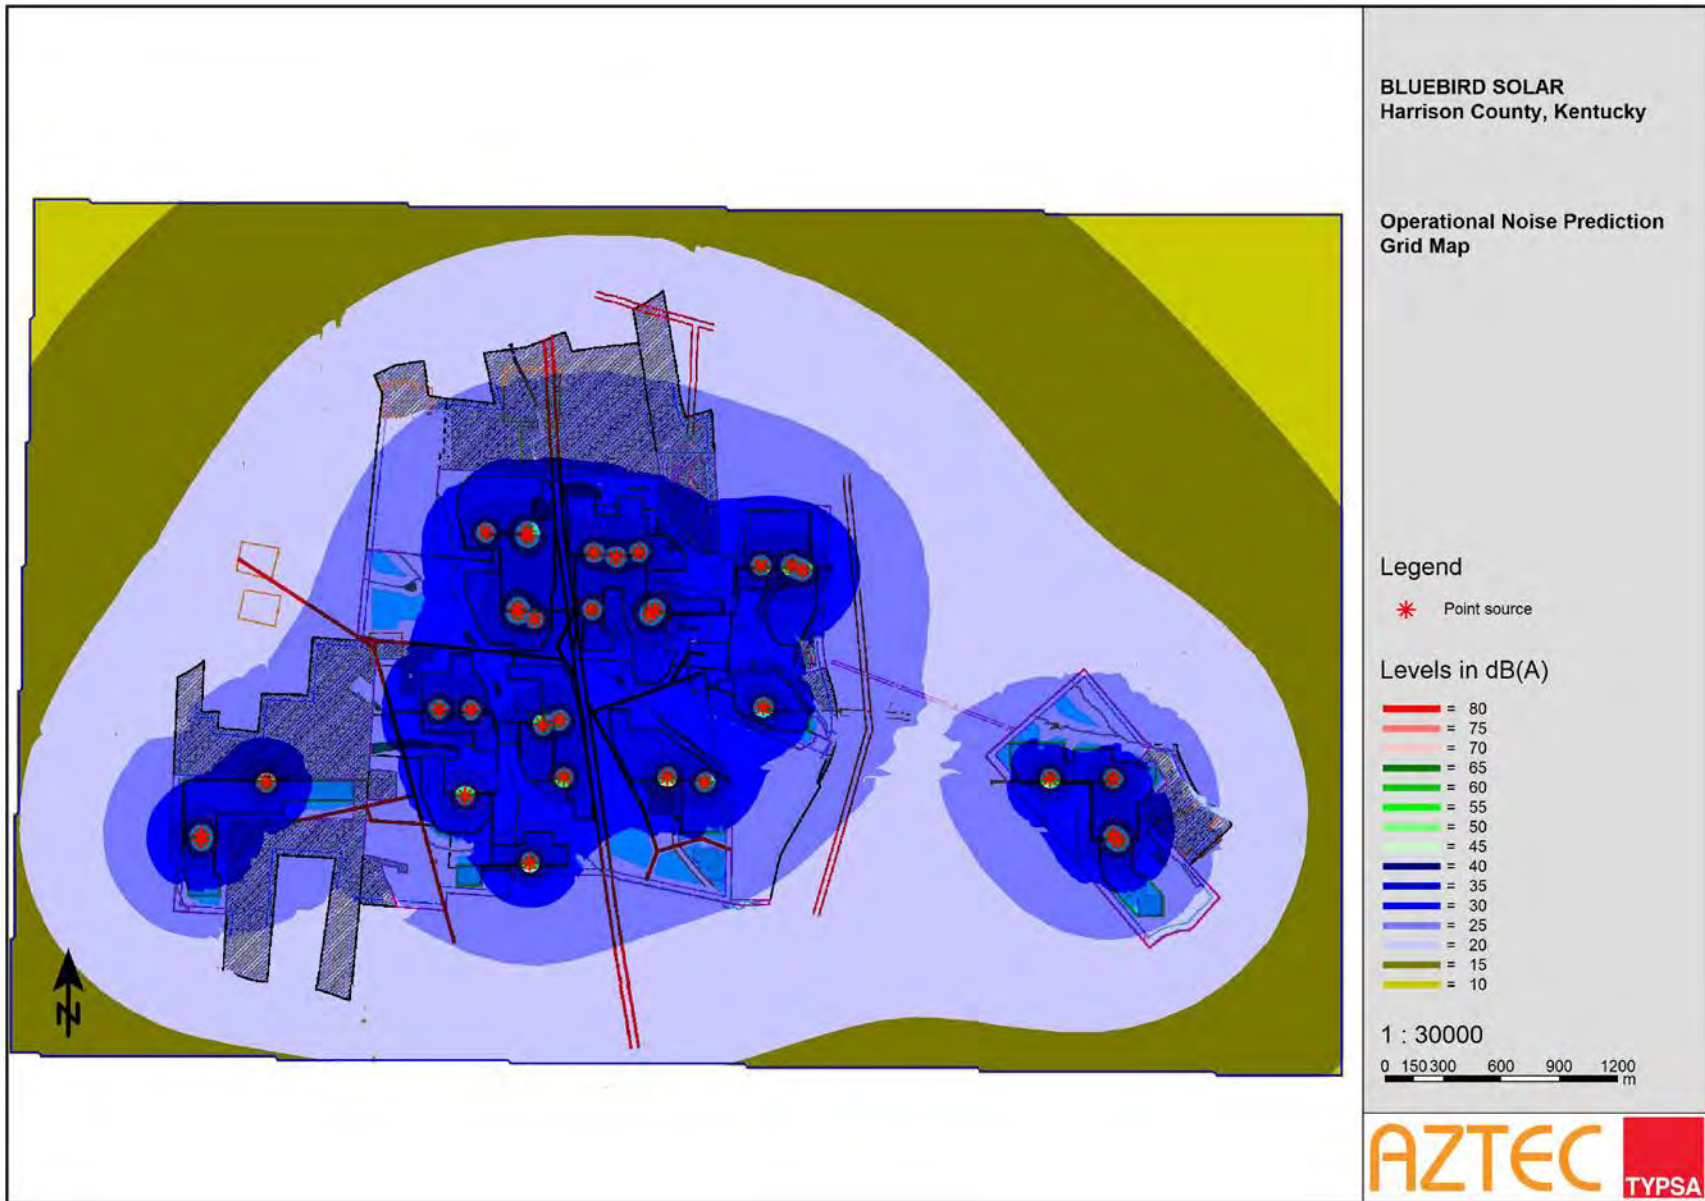 BLUEBIRD SOLAR
Harrison County, Kentucky
Operational Noise Prediction
Grid Map
Legend
Point source
Levels in dB(A)
= 80
= 75
= 70
= 65
= 60
= 55
= 50
= 45
= 40
= 35
= 30
= 25
= 20
= 15
= 10
1 : 30000
0 150 300 600 900 1200
m
N
AZTEC
TYPSA